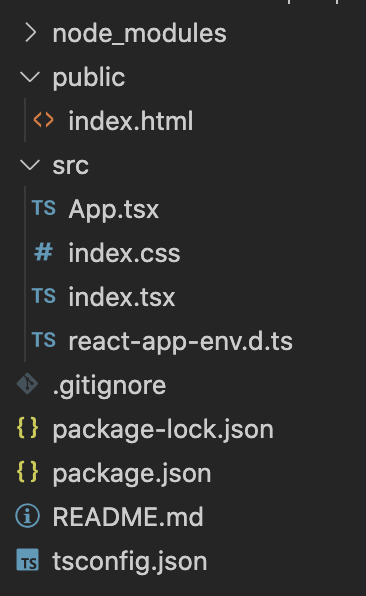 node_modules
public
<> index.html
src
TS App.tsx
# index.css
TS index.tsx
TS react-app-env.d.ts
.gitignore
{} package-lock.json
{} package.json
README.md
TS tsconfig.json